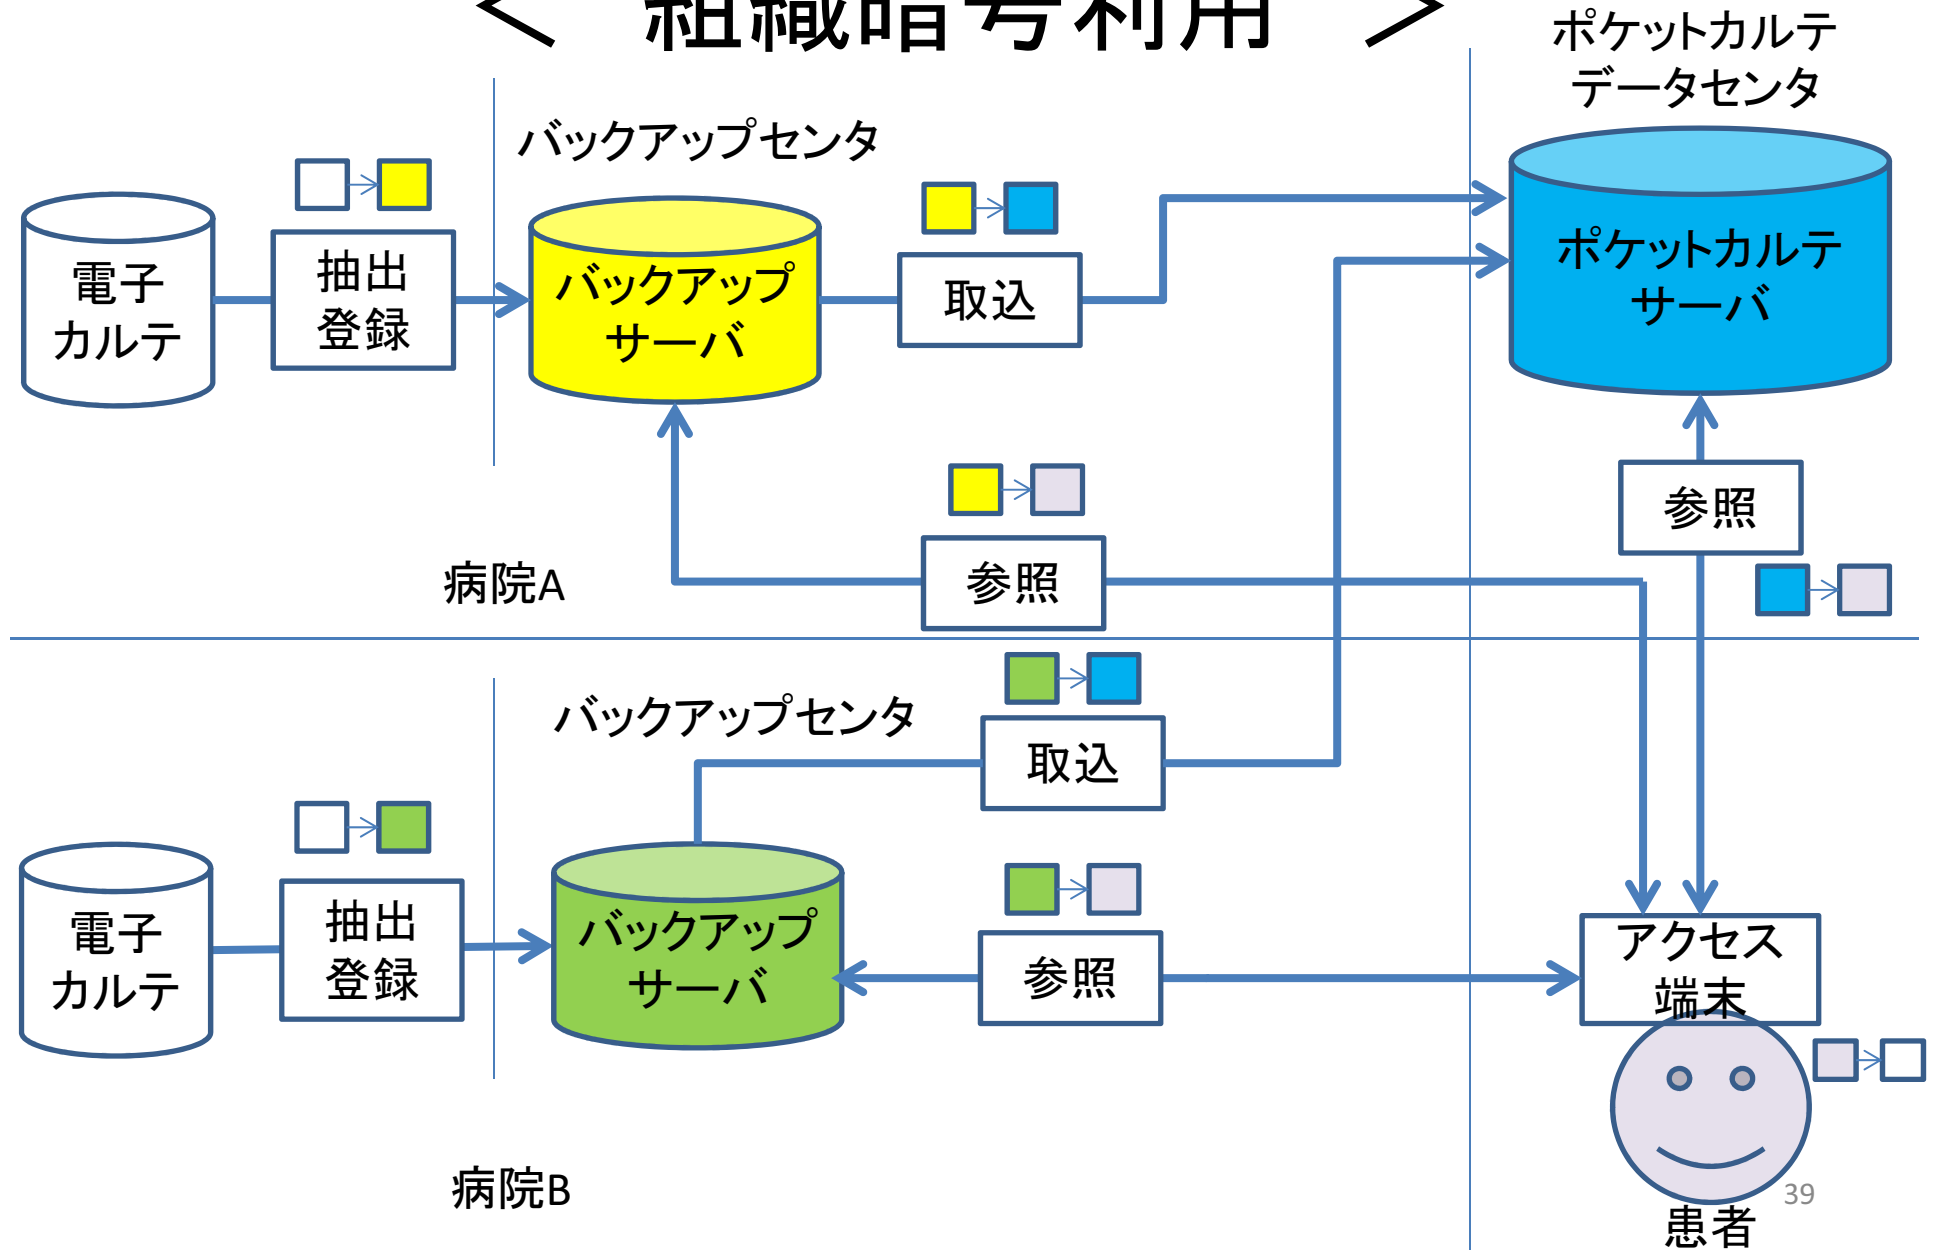 ＜　組織暗号利用　＞
ポケットカルテ
データセンタ
バックアップセンタ
電子
カルテ
抽出
登録
バックアップ
サーバ
取込
ポケットカルテ
サーバ
参照
参照
病院A
バックアップセンタ
取込
電子
カルテ
抽出
登録
バックアップ
サーバ
参照
アクセス
端末
病院B
39
患者